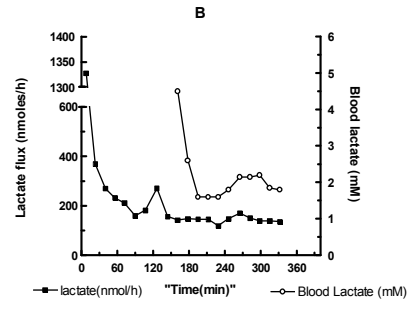 B
1400
1350
1300
600
400
200
0
Lactate flux (nmoles/h)
6
5
4
3
2
1
0
Blood lactate (mM)
0 60 120 180 240 300 360
lactate(nmol/h) "Time(min)" Blood Lactate (mM)